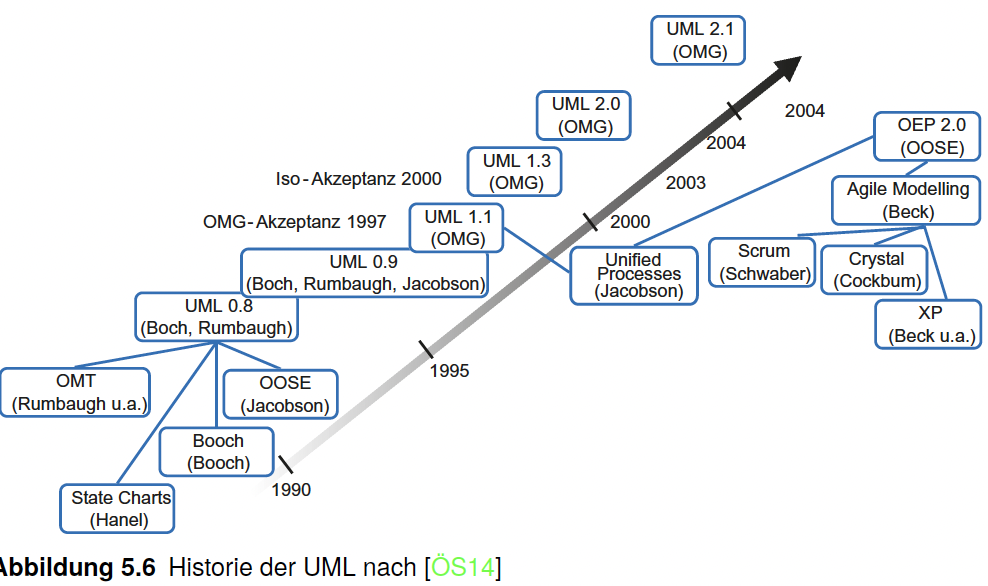 UML 2.1
(OMG)
2004
UML 2.0
(OMG)
OEP 2.0
(OOSE)
2004
UML 1.3
(OMG)
Iso-Akzeptanz 2000
2003
Agile Modelling
(Beck)
OMG-Akzeptanz 1997
UML 1.1
(OMG)
2000
Unified
Processes
(Jacobson)
Scrum
(Schwaber)
Crystal
(Cockbum)
UML 0.9
(Boch, Rumbaugh, Jacobson)
XP
(Beck u.a.)
UML 0.8
(Boch, Rumbaugh)
1995
OMT
(Rumbaugh u.a.)
OOSE
(Jacobson)
Booch
(Booch)
1990
State Charts
(Hanel)
Abbildung 5.6 Historie der UML nach [ÖS14]